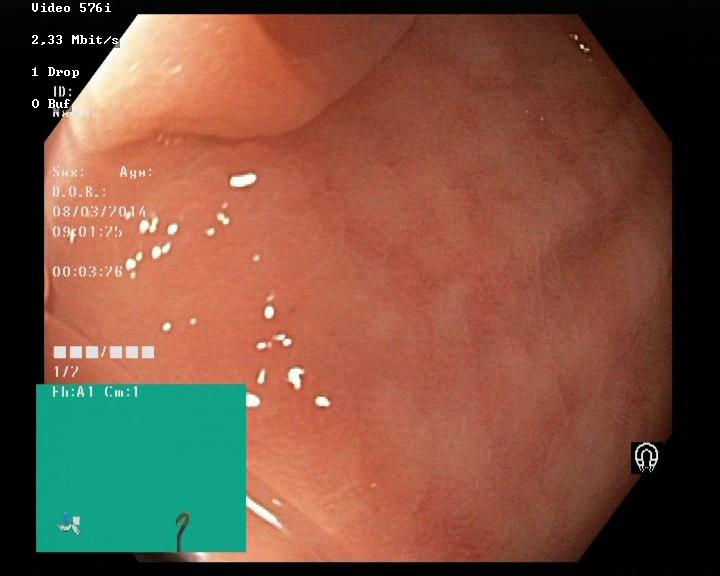 Video 576i
2,33 Mbit/s
1 Drop
ID:
0 Buf
Sex: Age:
D.O.B.:
08/03/2014
09:01:25
00:03:26
■■■/■■■
1/2
Eh:A1 Cm:1